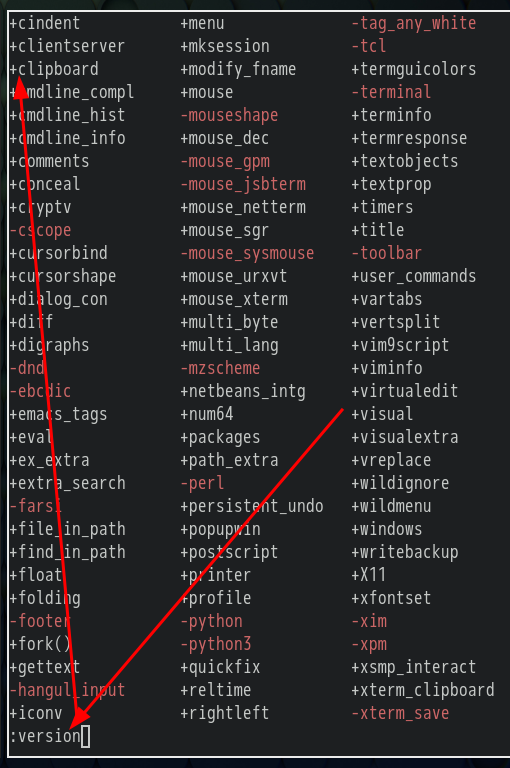 +cindent +menu -tag_any_white
+clientserver +mksession -tcl
+clipboard +modify_fname +termguicolors
+cmdline_compl +mouse -terminal
+cmdline_hist -mouseshape +terminfo
+cmdline_info +mouse_dec +termresponse
+comments -mouse_gpm +textobjects
+conceal -mouse_jsbterm +textprop
+cryptv +mouse_netterm +timers
-cscope +mouse_sgr +title
+cursorbind -mouse_sysmouse -toolbar
+cursorshape +mouse_urxvt +user_commands
+dialog_con +mouse_xterm +vartabs
+diff +multi_byte +vertsplit
+digraphs +multi_lang +vim9script
-dnd -mzscheme +viminfo
-ebcdic +netbeans_intg +virtualedit
+emacs_tags +num64 +visual
+eval +packages +visualextra
+ex_extra +path_extra +vreplace
+extra_search -perl +wildignore
-farsi +persistent_undo +wildmenu
+file_in_path +popupwin +windows
+find_in_path +postscript +writebackup
+float +printer +X11
+folding +profile +xfontset
-footer -python -xim
+fork() -python3 -xpm
+gettext +quickfix +xsmp_interact
-hangul_input +reltime +xterm_clipboard
+iconv +rightleft -xterm_save
:version